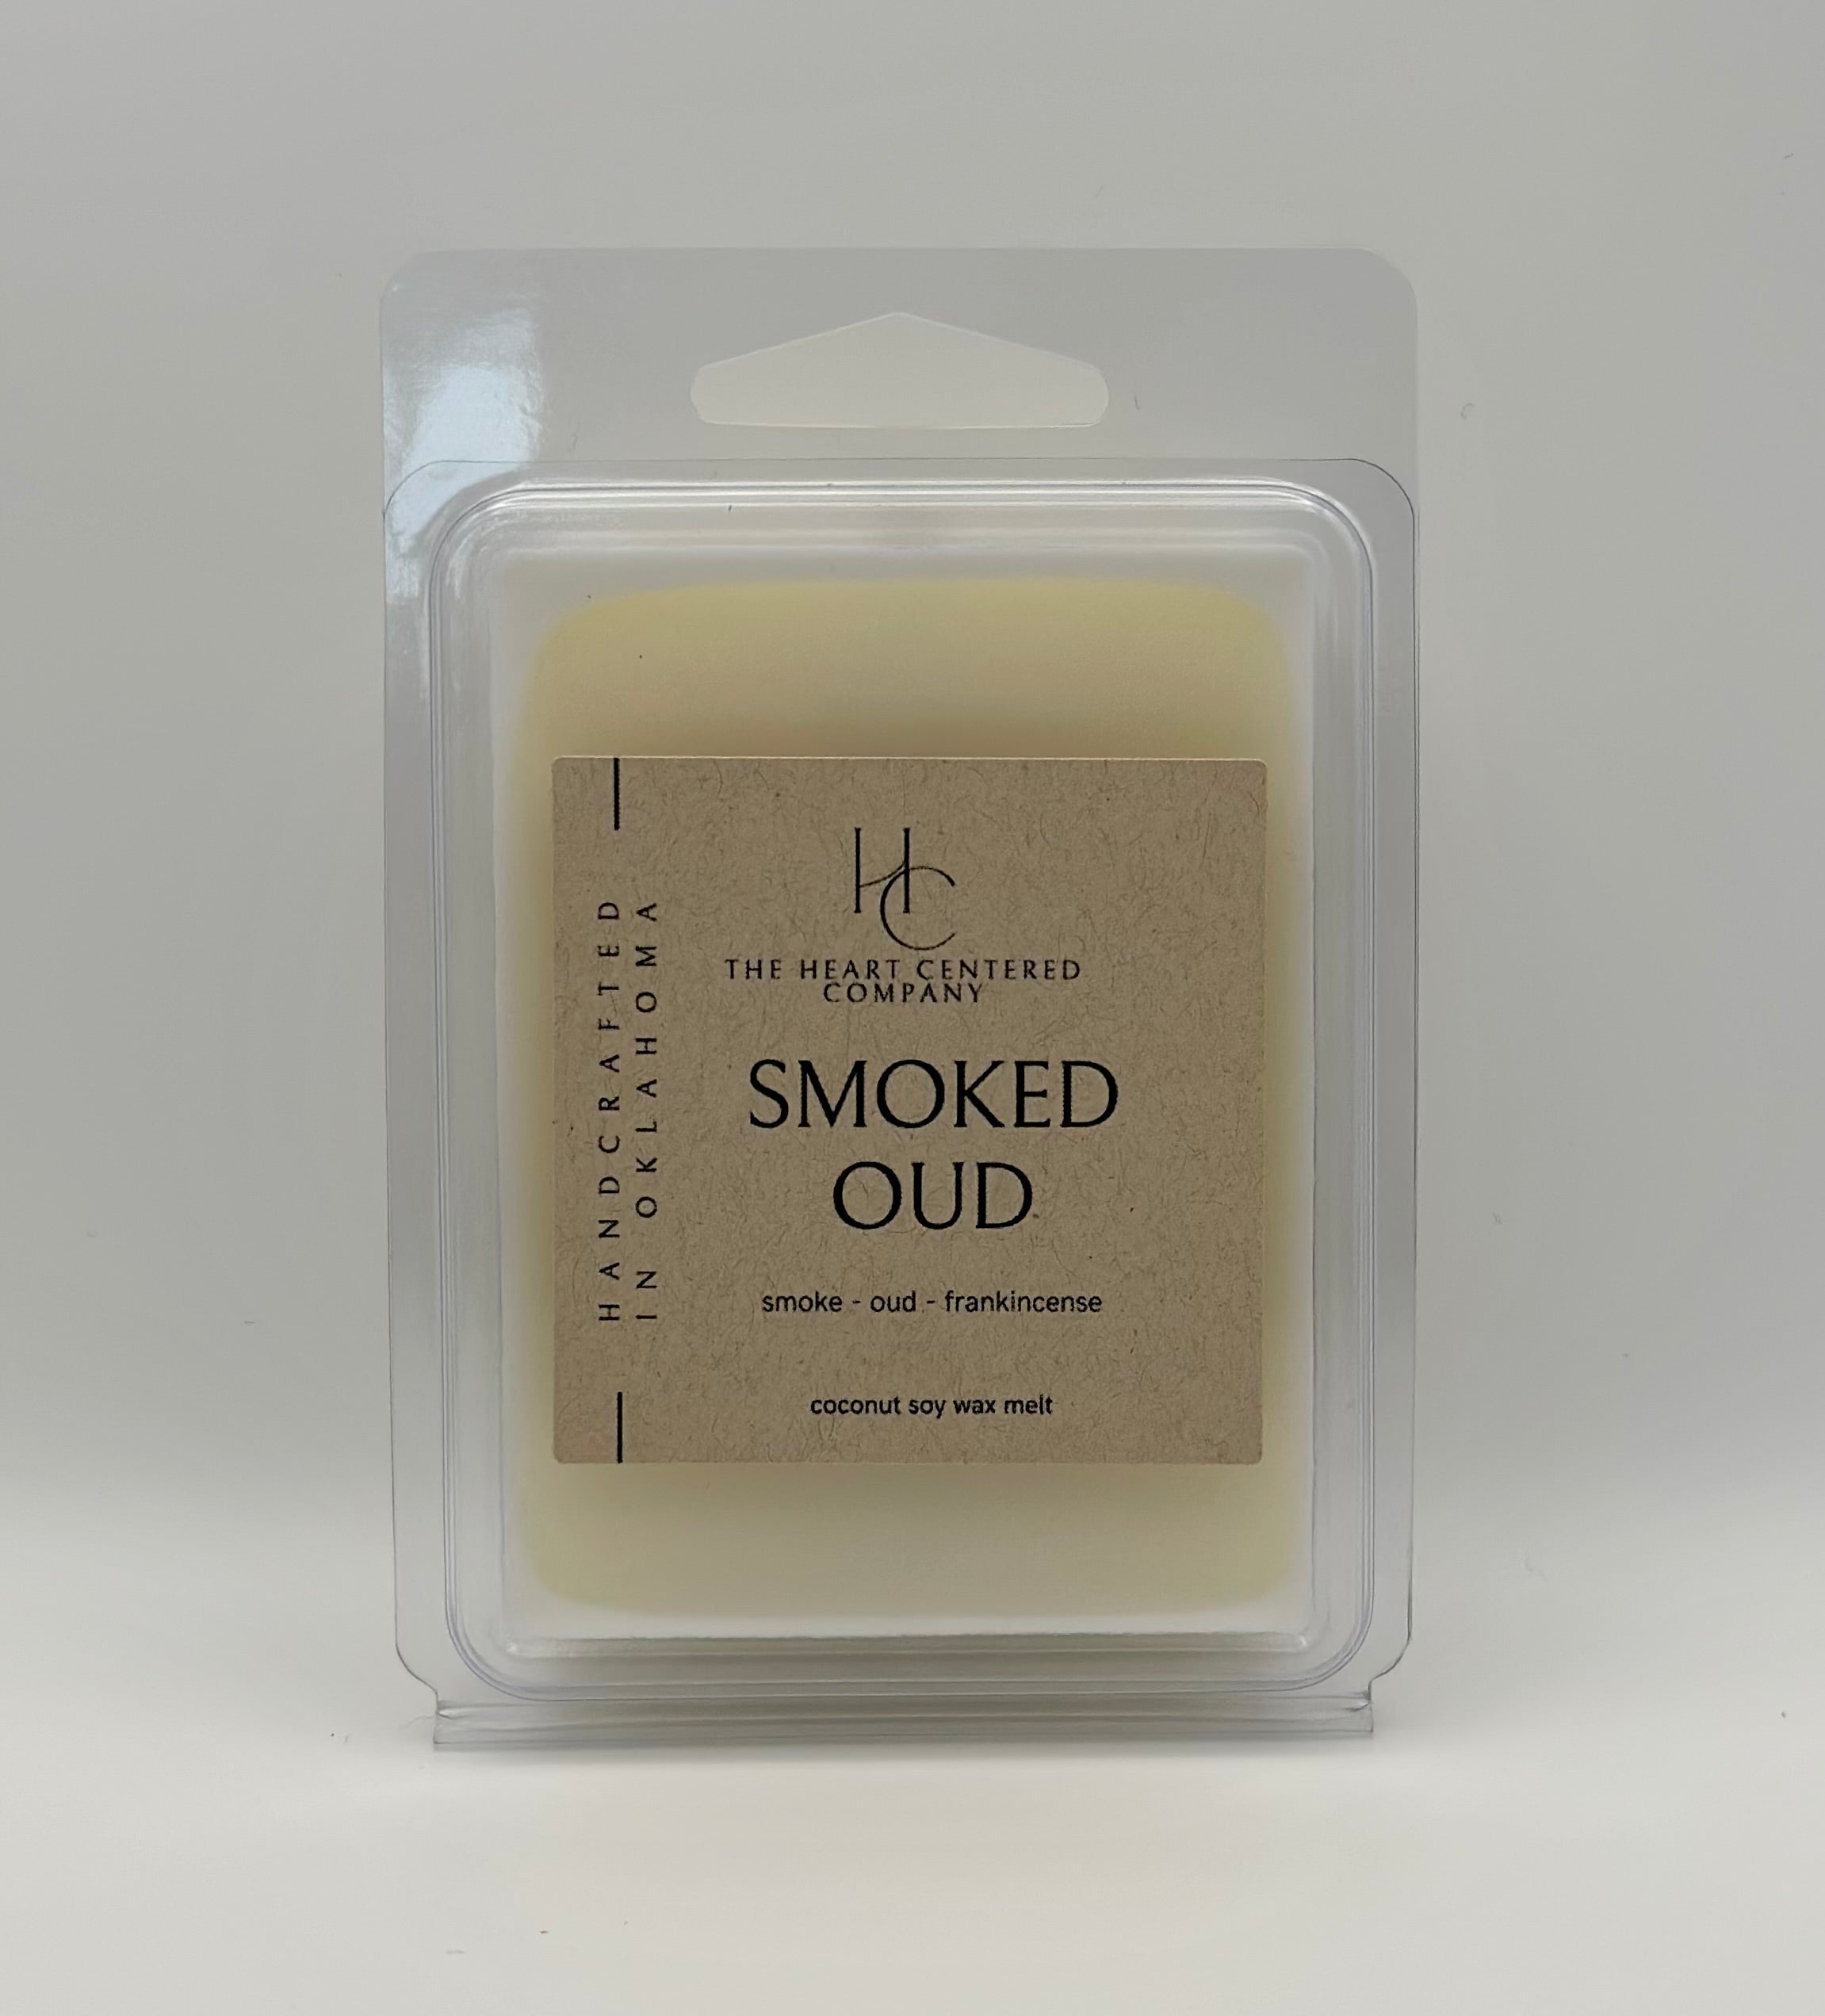 HANDCRAFTED
IN OKLAHOMA
HC
THE HEART CENTERED
COMPANY
SMOKED
OUD
smoke - oud - frankincense
coconut soy wax melt